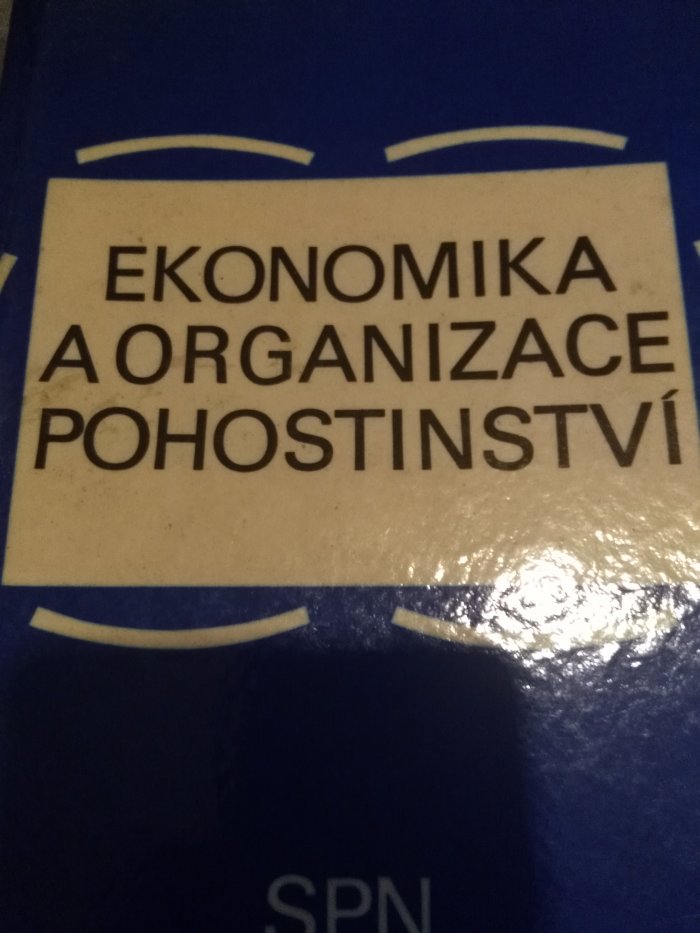 EKONOMIKA
A ORGANIZACE
POHOSTINSTVÍ
SPN